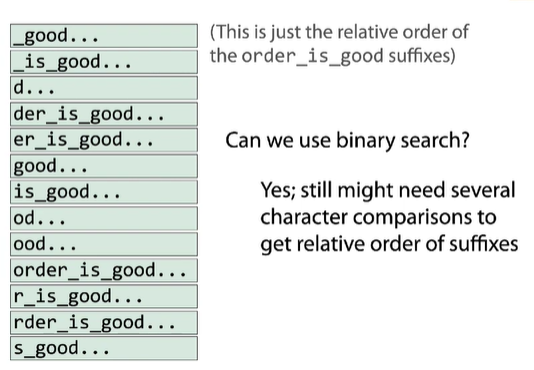 _good...
_is_good...
d...
der_is_good...
er_is_good...
good...
is_good...
od...
ood...
order_is_good...
r_is_good...
rder_is_good...
s_good...
(This is just the relative order of
the order_is_good suffixes)
Can we use binary search?
Yes; still might need several
character comparisons to
get relative order of suffixes